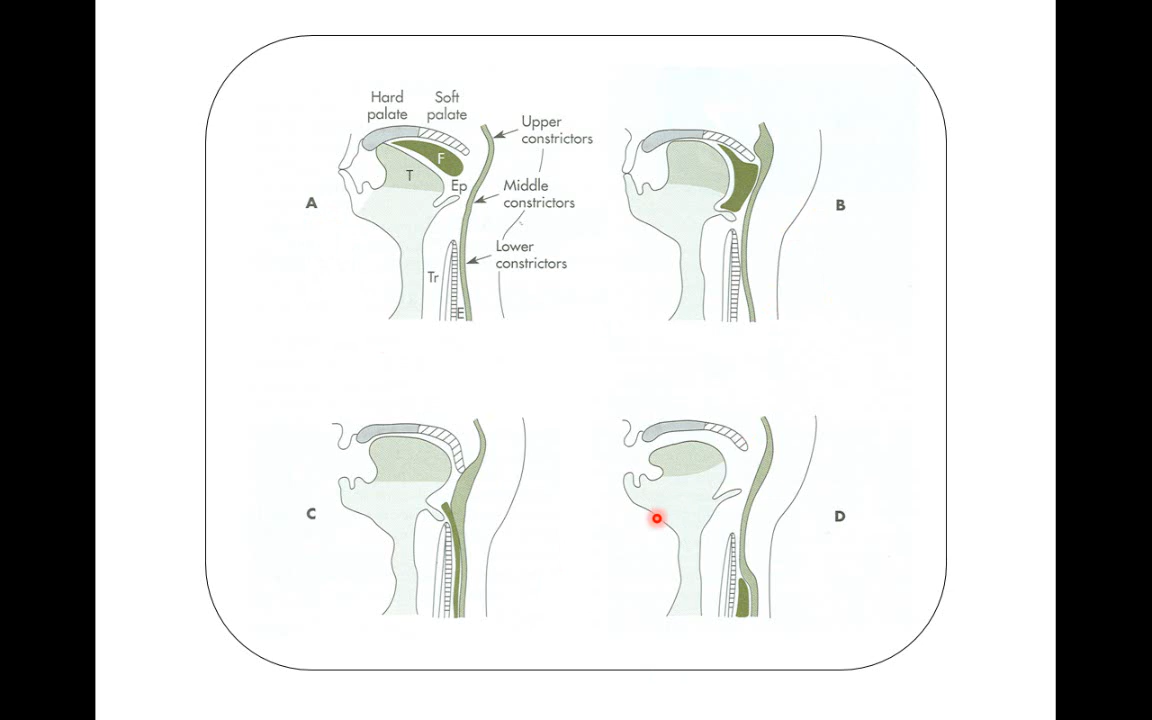 Hard
palate
Soft
palate
Upper
constrictors
F
T
Ep
Middle
constrictors
A
B
Lower
constrictors
Tr
E
C
D